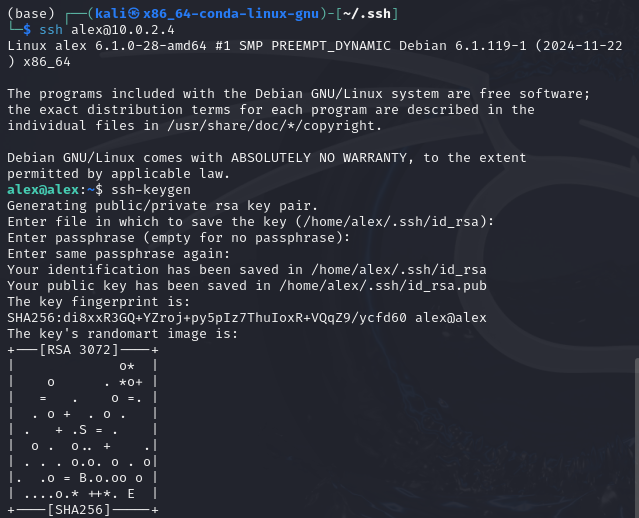 (base) ┌──(kali㉿x86_64-conda-linux-gnu)-[~/.ssh]
└─$ ssh alex@10.0.2.4
Linux alex 6.1.0-28-amd64 #1 SMP PREEMPT_DYNAMIC Debian 6.1.119-1 (2024-11-22
) x86_64

The programs included with the Debian GNU/Linux system are free software;
the exact distribution terms for each program are described in the
individual files in /usr/share/doc/*/copyright.

Debian GNU/Linux comes with ABSOLUTELY NO WARRANTY, to the extent
permitted by applicable law.
alex@alex:~$ ssh-keygen
Generating public/private rsa key pair.
Enter file in which to save the key (/home/alex/.ssh/id_rsa):
Enter passphrase (empty for no passphrase):
Enter same passphrase again:
Your identification has been saved in /home/alex/.ssh/id_rsa
Your public key has been saved in /home/alex/.ssh/id_rsa.pub
The key fingerprint is:
SHA256:di8xxR3GQ+YZroj+py5pIz7ThuIoxR+VQqZ9/ycfd60 alex@alex
The key's randomart image is:
+---[RSA 3072]----+
|             o*  |
|    o      . *o+ |
|   =   .    o =. |
|  . o +  . o .   |
| .   + .S = .    |
|  o .  o.. +    .|
| . . . o.o. o . o|
|.  .o = B.o.oo o |
| ....o.* ++*. E  |
+----[SHA256]-----+